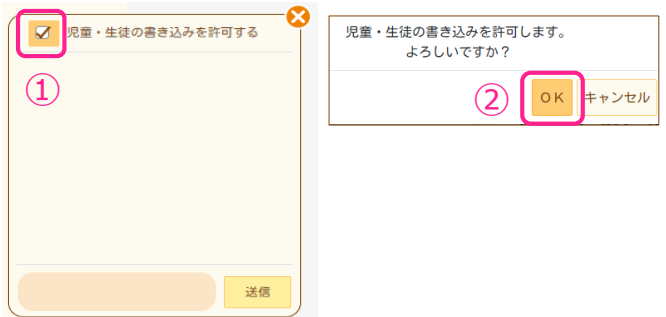 児童・生徒の書き込みを許可する
①
送信
児童・生徒の書き込みを許可します。
よろしいですか？
②
ＯＫ
キャンセル